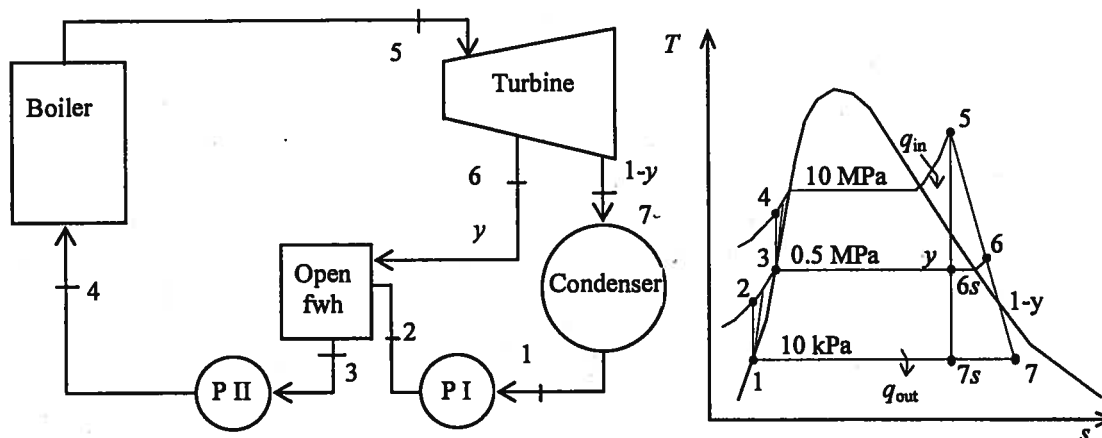 5
Turbine
Boiler
6
1-y
7
y
Open
fwh
Condenser
4
2
3
1
P II
P I
T
5
q_in
10 MPa
4
3
0.5 MPa
y
6
2
6s
1-y
10 kPa
1
q_out
7s
7
s